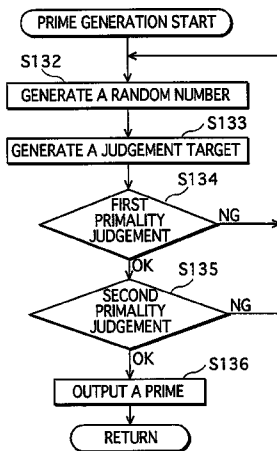 PRIME GENERATION START
S132
GENERATE A RANDOM NUMBER
S133
GENERATE A JUDGEMENT TARGET
S134
FIRST
PRIMALITY
JUDGEMENT
NG
OK
S135
SECOND
PRIMALITY
JUDGEMENT
NG
OK
S136
OUTPUT A PRIME
RETURN